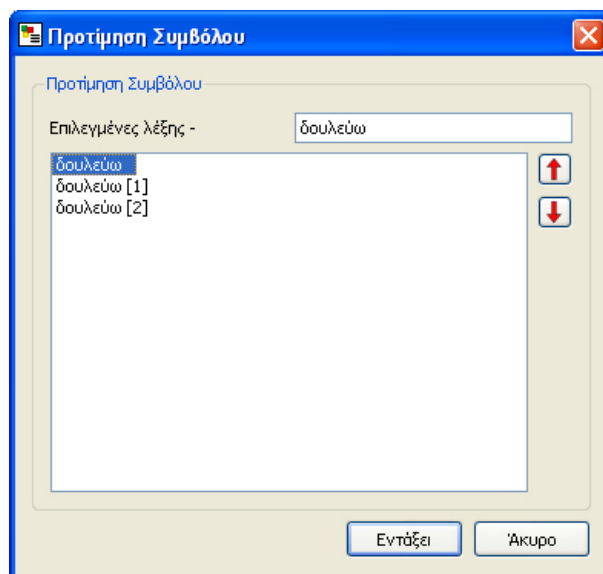 Προτίμηση Συμβόλου
Προτίμηση Συμβόλου
Επιλεγμένες λέξης - δουλεύω
δουλεύω
δουλεύω [1]
δουλεύω [2]
Εντάξει Άκυρο